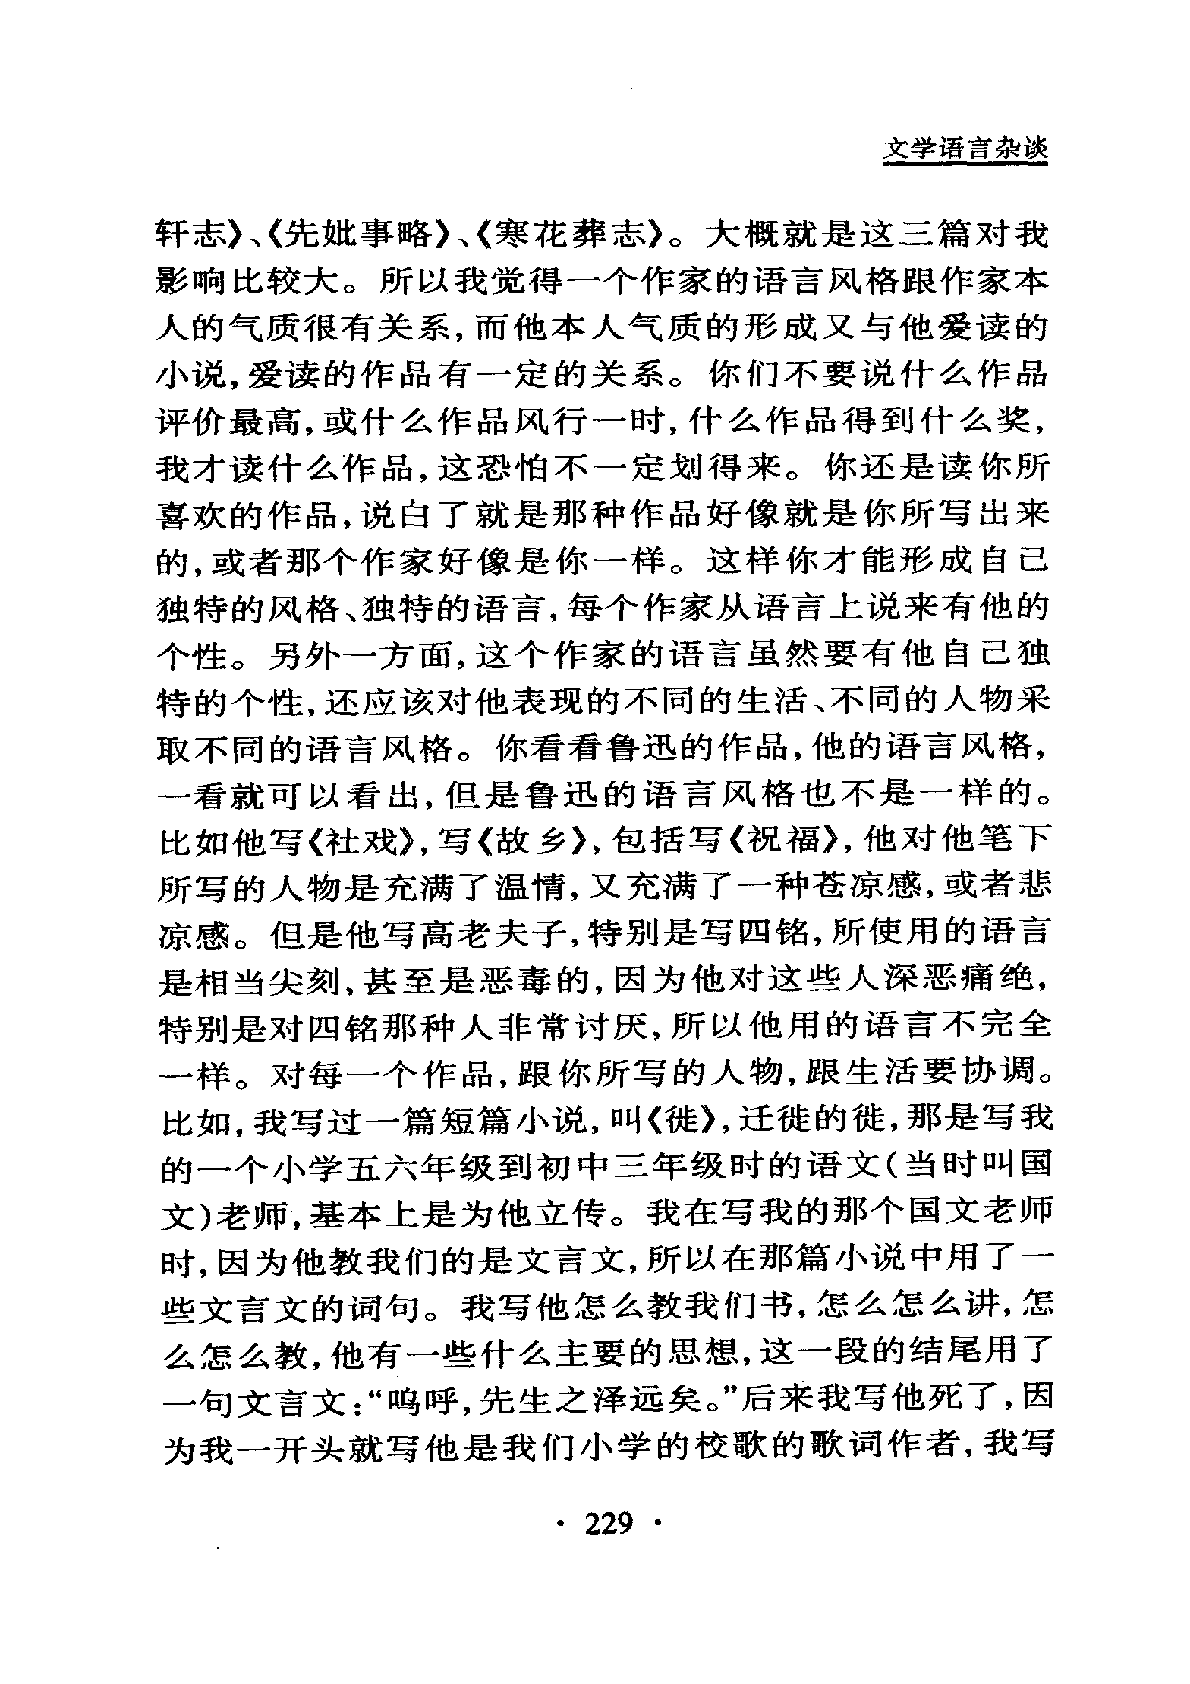 文学语言杂谈
轩志》、《先妣事略》、《寒花葬志》。大概就是这三篇对我
影响比较大。所以我觉得一个作家的语言风格跟作家本
人的气质很有关系,而他本人气质的形成又与他爱读的
小说,爱读的作品有一定的关系。你们不要说什么作品
评价最高,或什么作品风行一时,什么作品得到什么奖,
我才读什么作品,这恐怕不一定划得来。你还是读你所
喜欢的作品,说白了就是那种作品好像就是你所写出来
的,或者那个作家好像是你一样。这样你才能形成自己
独特的风格、独特的语言,每个作家从语言上说来有他的
个性。另外一方面,这个作家的语言虽然要有他自己独
特的个性,还应该对他表现的不同的生活、不同的人物采
取不同的语言风格。你看看鲁迅的作品,他的语言风格,
一看就可以看出,但是鲁迅的语言风格也不是一样的。
比如他写《社戏》,写《故乡》,包括写《祝福》,他对他笔下
所写的人物是充满了温情,又充满了一种苍凉感,或者悲
凉感。但是他写高老夫子,特别是写四铭,所使用的语言
是相当尖刻,甚至是恶毒的,因为他对这些人深恶痛绝,
特别是对四铭那种人非常讨厌,所以他用的语言不完全
一样。对每一个作品,跟你所写的人物,跟生活要协调。
比如,我写过一篇短篇小说,叫《徙》,迁徙的徙,那是写我
的一个小学五六年级到初中三年级时的语文(当时叫国
文)老师,基本上是为他立传。我在写我的那个国文老师
时,因为他教我们的是文言文,所以在那篇小说中用了一
些文言文的词句。我写他怎么教我们书,怎么怎么讲,怎
么怎么教,他有一些什么主要的思想,这一段的结尾用了
一句文言文:“呜呼,先生之泽远矣。”后来我写他死了,因
为我一开头就写他是我们小学的校歌的歌词作者,我写
· 229 ·